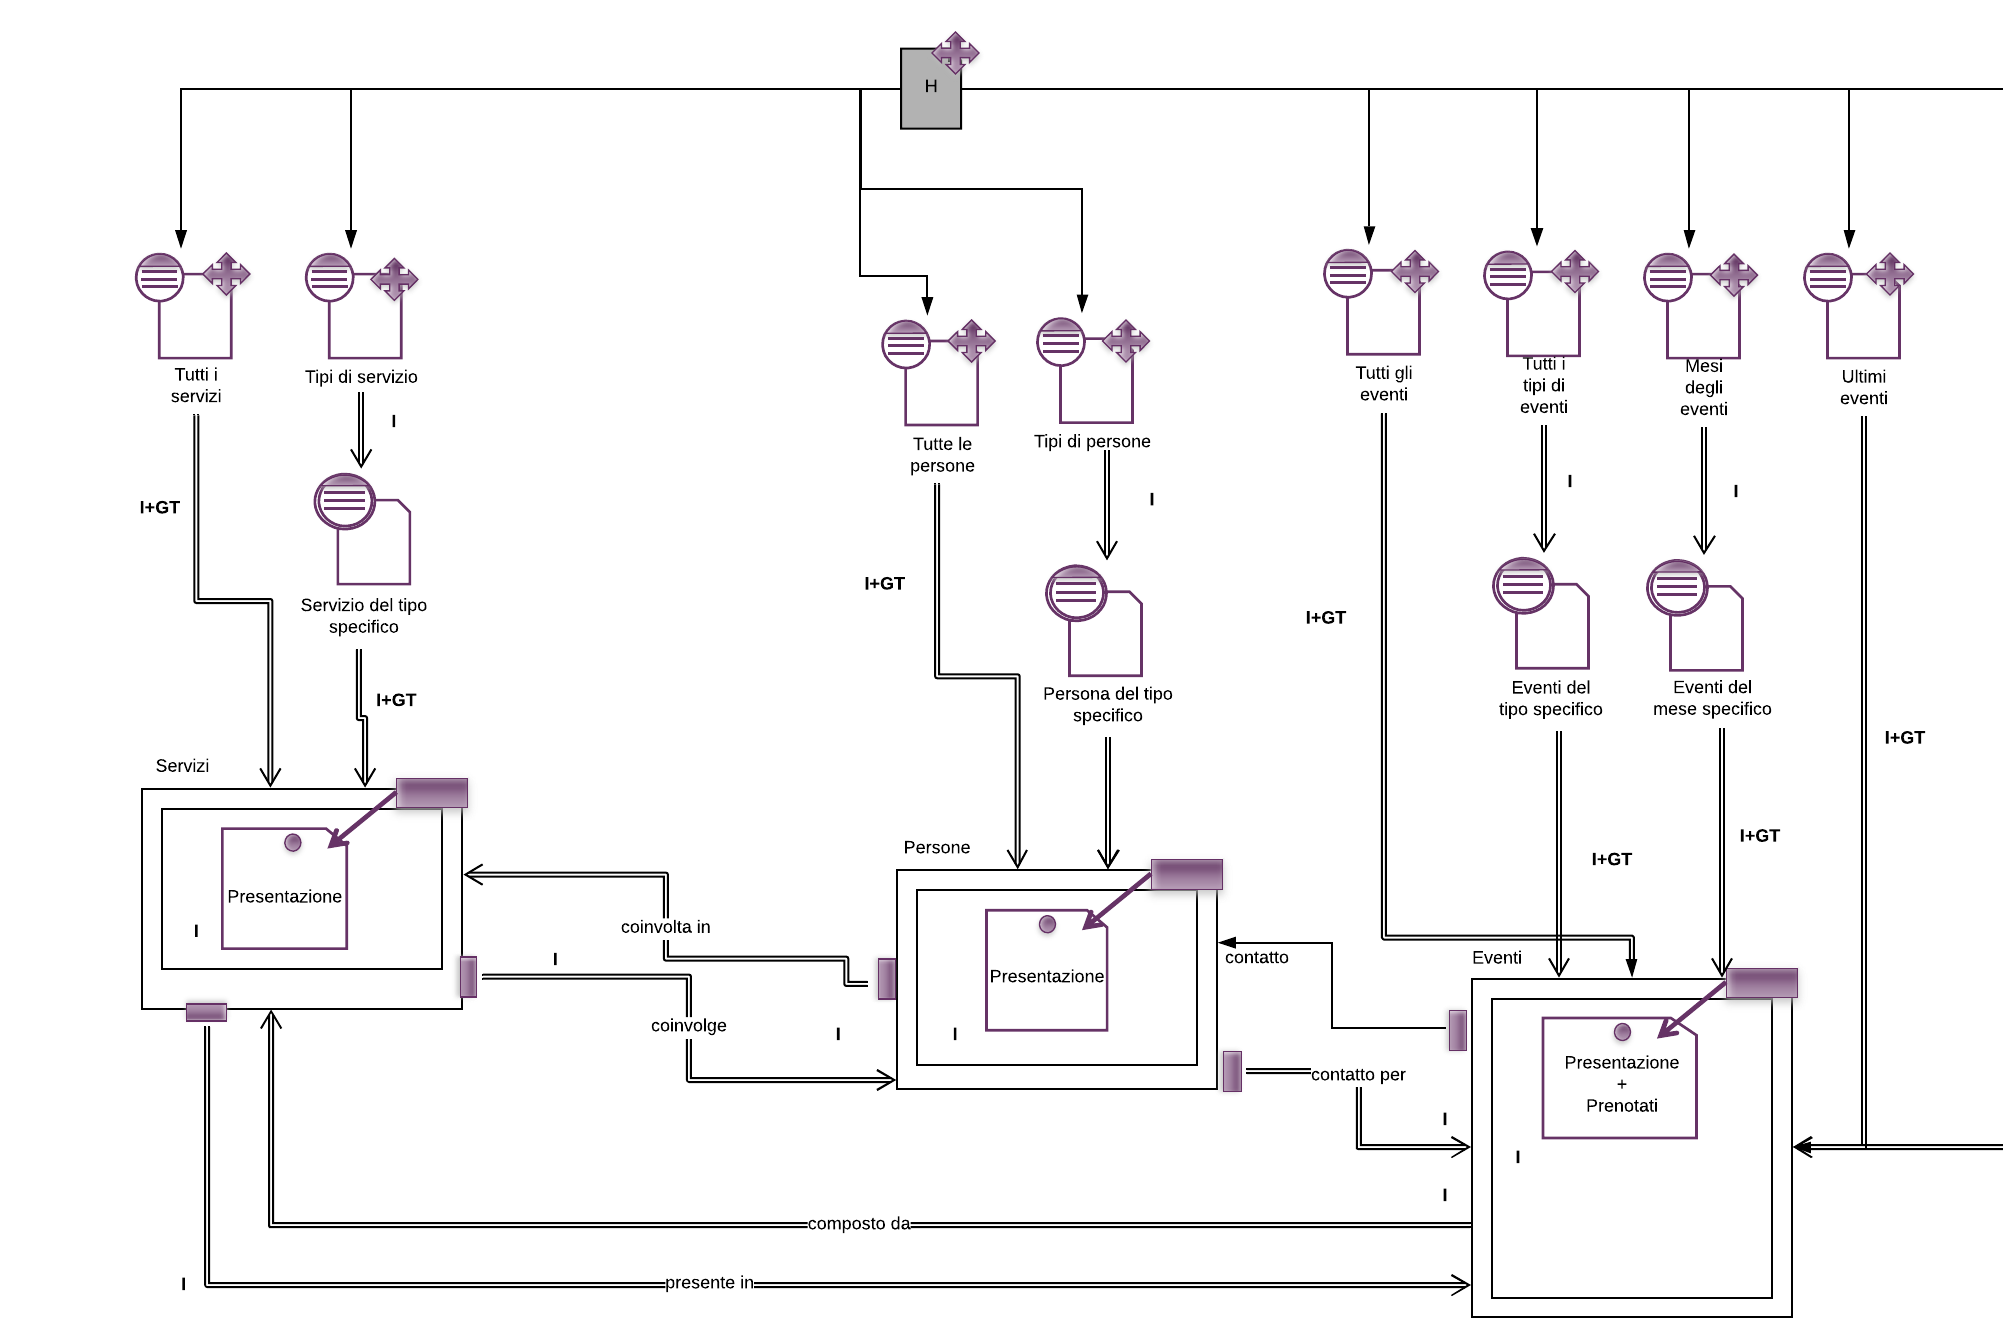 H
Tutti i
servizi
Tipi di servizio
I
I+GT
Servizio del tipo
specifico
I+GT
Tutte le
persone
Tipi di persone
I
I+GT
Persona del tipo
specifico
Tutti gli
eventi
Tutti i
tipi di
eventi
Mesi
degli
eventi
Ultimi
eventi
I
I
I+GT
Eventi del
tipo specifico
Eventi del
mese specifico
I+GT
I+GT
I+GT
Servizi
Presentazione
I
Persone
Presentazione
I
coinvolta in
I
coinvolge
I
contatto
contatto per
Eventi
Presentazione
+
Prenotati
I
I
I
composto da
I
presente in